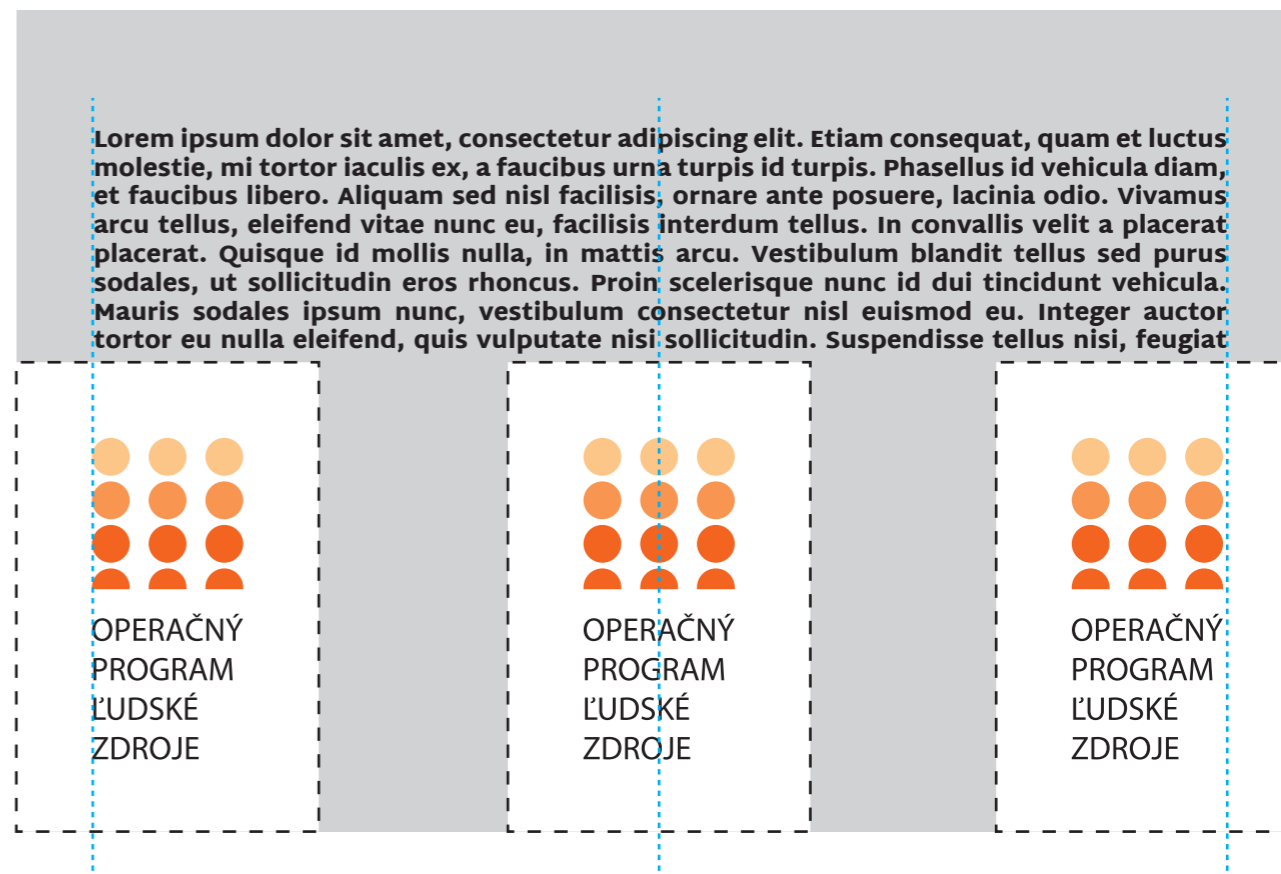 Lorem ipsum dolor sit amet, consectetur adipiscing elit. Etiam consequat, quam et luctus
molestie, mi tortor iaculis ex, a faucibus urna turpis id turpis. Phasellus id vehicula diam,
et faucibus libero. Aliquam sed nisl facilisis, ornare ante posuere, lacinia odio. Vivamus
arcu tellus, eleifend vitae nunc eu, facilisis interdum tellus. In convallis velit a placerat
placerat. Quisque id mollis nulla, in mattis arcu. Vestibulum blandit tellus sed purus
sodales, ut sollicitudin eros rhoncus. Proin scelerisque nunc id dui tincidunt vehicula.
Mauris sodales ipsum nunc, vestibulum consectetur nisl euismod eu. Integer auctor
tortor eu nulla eleifend, quis vulputate nisi sollicitudin. Suspendisse tellus nisi, feugiat
OPERAČNÝ
PROGRAM
ĽUDSKÉ
ZDROJE
OPERAČNÝ
PROGRAM
ĽUDSKÉ
ZDROJE
OPERAČNÝ
PROGRAM
ĽUDSKÉ
ZDROJE